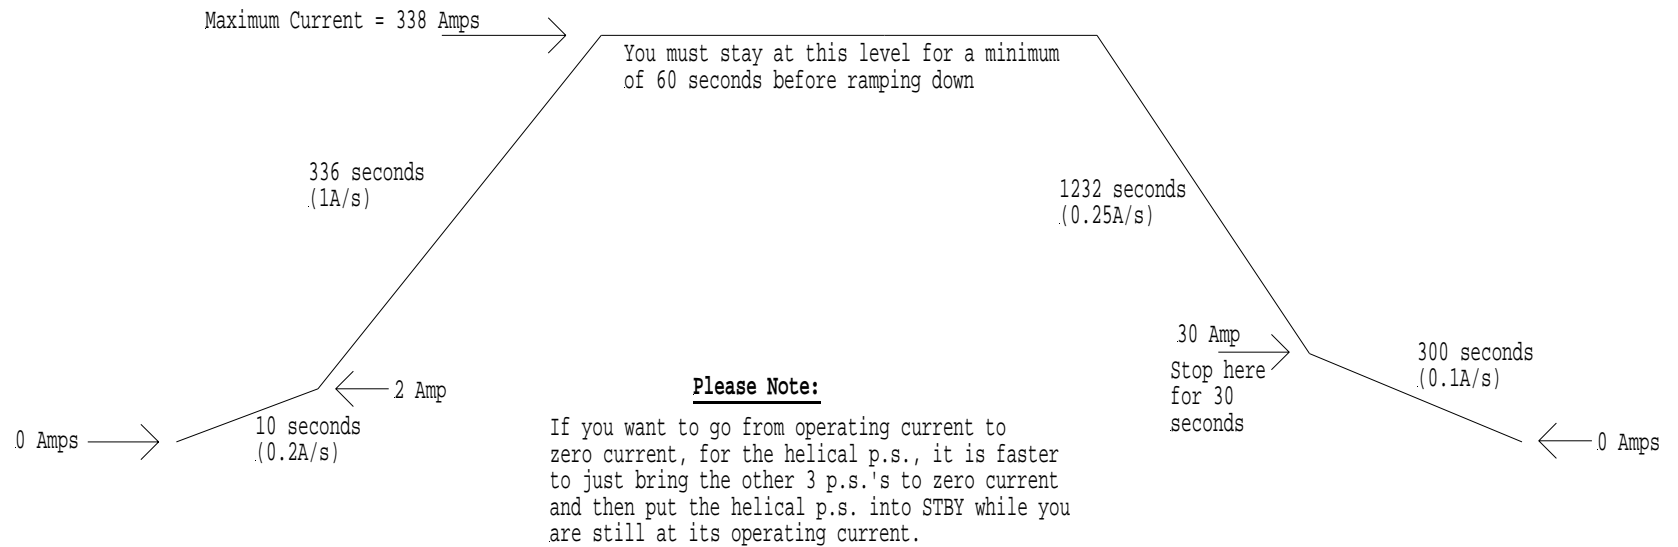 Maximum Current = 338 Amps
You must stay at this level for a minimum
of 60 seconds before ramping down
336 seconds
(1A/s)
1232 seconds
(0.25A/s)
30 Amp
Stop here
for 30
seconds
300 seconds
(0.1A/s)
2 Amp
10 seconds
(0.2A/s)
0 Amps
0 Amps
Please Note:
If you want to go from operating current to
zero current, for the helical p.s., it is faster
to just bring the other 3 p.s.'s to zero current
and then put the helical p.s. into STBY while you
are still at its operating current.